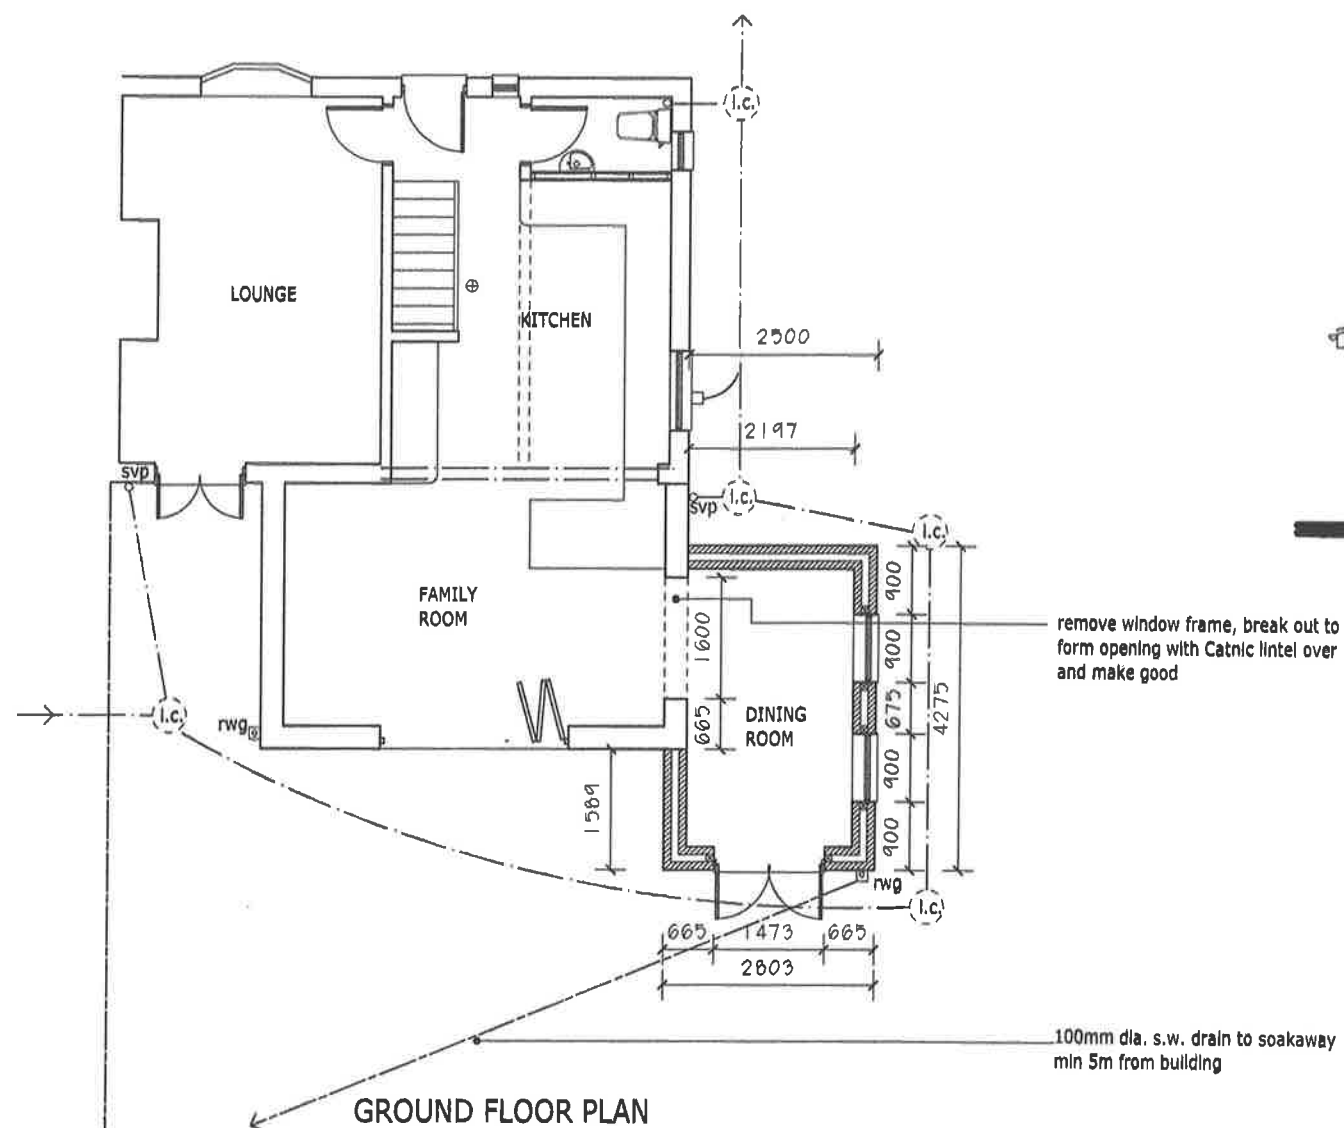 I.c.
LOUNGE
KITCHEN
2500
2197
svp
svp
I.c.
I.c.
FAMILY
ROOM
1600
665
900
900
675
900
900
4275
remove window frame, break out to
form opening with Catnic lintel over
and make good
DINING
ROOM
I.c.
rwg
1589
rwg
I.c.
665
1473
665
2803
100mm dia. s.w. drain to soakaway
min 5m from building
GROUND FLOOR PLAN